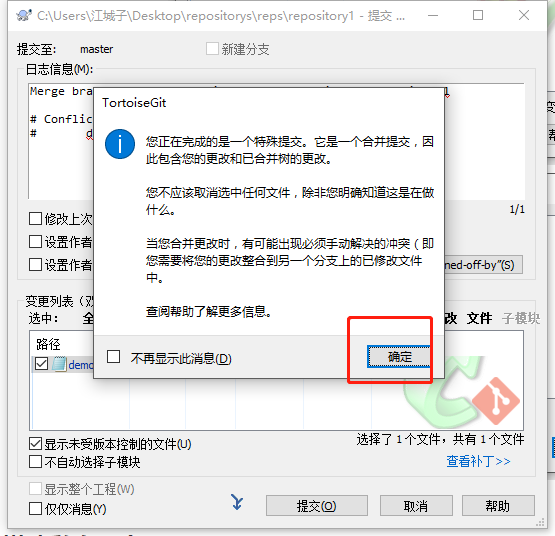 C:\Users\江城子\Desktop\repositorys\reps\repository1 - 提交 ...
提交至: master 新建分支
日志信息(M):
Merge bra
# Conflic
# d
TortoiseGit
您正在完成的是一个特殊提交。它是一个合并提交，因
此包含您的更改和已合并树的更改。
您不应该取消选中任何文件，除非您明确知道这是在做
什么。
当您合并更改时，有可能出现必须手动解决的冲突（即
您需要将您的更改整合到另一个分支上的已修改文件
中。
查阅帮助了解更多信息。
不再显示此消息(D) 确定
1/1
修改上次
设置作者
设置作者 ned-off-by"(S)
变更列表（双
选中: 全 改 文件 子模块
路径
demo
显示未受版本控制的文件(U) 选择了 1 个文件，共有 1 个文件
不自动选择子模块 查看补丁>>
显示整个工程(W)
仅仅消息(Y) 提交(O) 取消 帮助